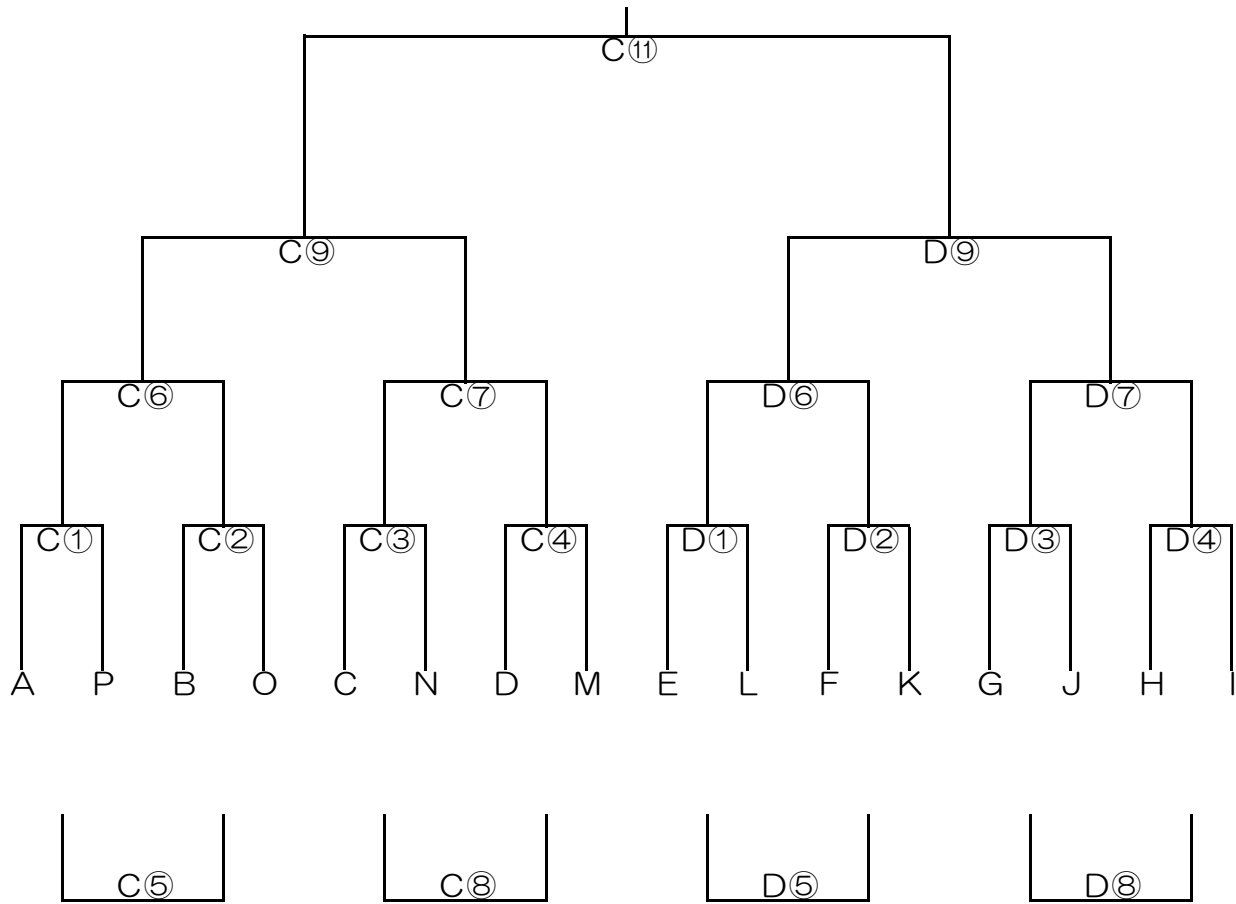 C⑪
C⑨ D⑨
C⑥ C⑦ D⑥ D⑦
C① C② C③ C④ D① D② D③ D④
A P B O C N D M E L F K G J H I
C⑤ C⑧ D⑤ D⑧